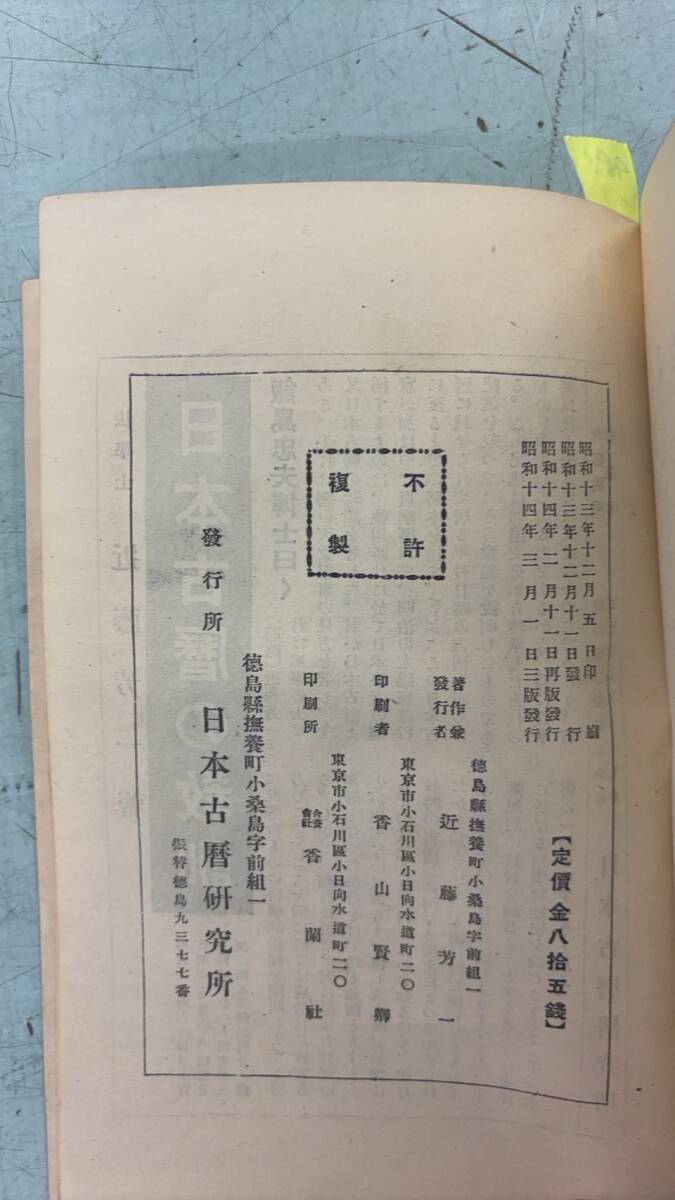 昭和十三年十二月五日印刷
昭和十三年十二月十一日發行
昭和十四年二月十一日再版發行
昭和十四年三月一日三版發行
【定價金八拾五錢】
不許
複製
德島縣撫養町小桑島字前組一
著作兼
發行者 近藤芳一
東京市小石川區小日向水道町二〇
印刷者 香山賢卿
東京市小石川區小日向水道町二〇
印刷所 合資會社 香蘭社
德島縣撫養町小桑島字前組一
發行所 日本古曆硏究所
振替德島九三七七番